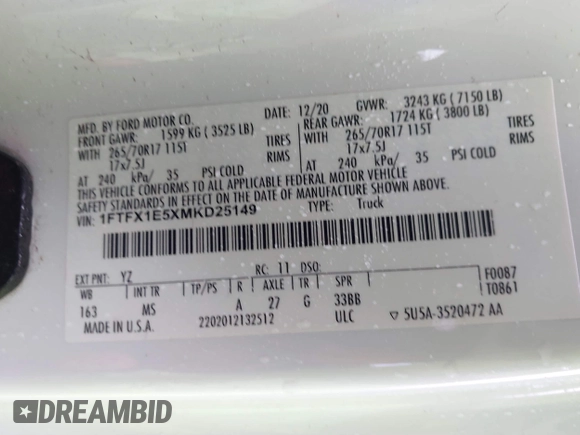 MFD. BY FORD MOTOR CO. 12/20 GVWR: 3243 KG ( 7150 LB)
FRONT GAWR: 1599 KG ( 3525 LB) REAR GAWR: 1724 KG ( 3800 LB)
WITH 265/70R17 115T TIRES WITH 265/70R17 115T TIRES
17x7.5J RIMS 17x7.5J RIMS
AT 240 kPa/ 35 PSI COLD AT 240 kPa/ 35 PSI COLD
THIS VEHICLE CONFORMS TO ALL APPLICABLE FEDERAL MOTOR VEHICLE
SAFETY STANDARDS IN EFFECT ON THE DATE OF MANUFACTURE SHOWN ABOVE.
VIN: 1FTFX1E5XMKD25149 TYPE: Truck
EXT PNT: YZ RC: 11 DSO: F0087
WB INT TR TP/PS R AXLE TR SPR T0861
163 MS A 27 G 33BB
MADE IN U.S.A. 2202012132512 ULC ▽ 5U5A-3520472 AA
DREAMBID